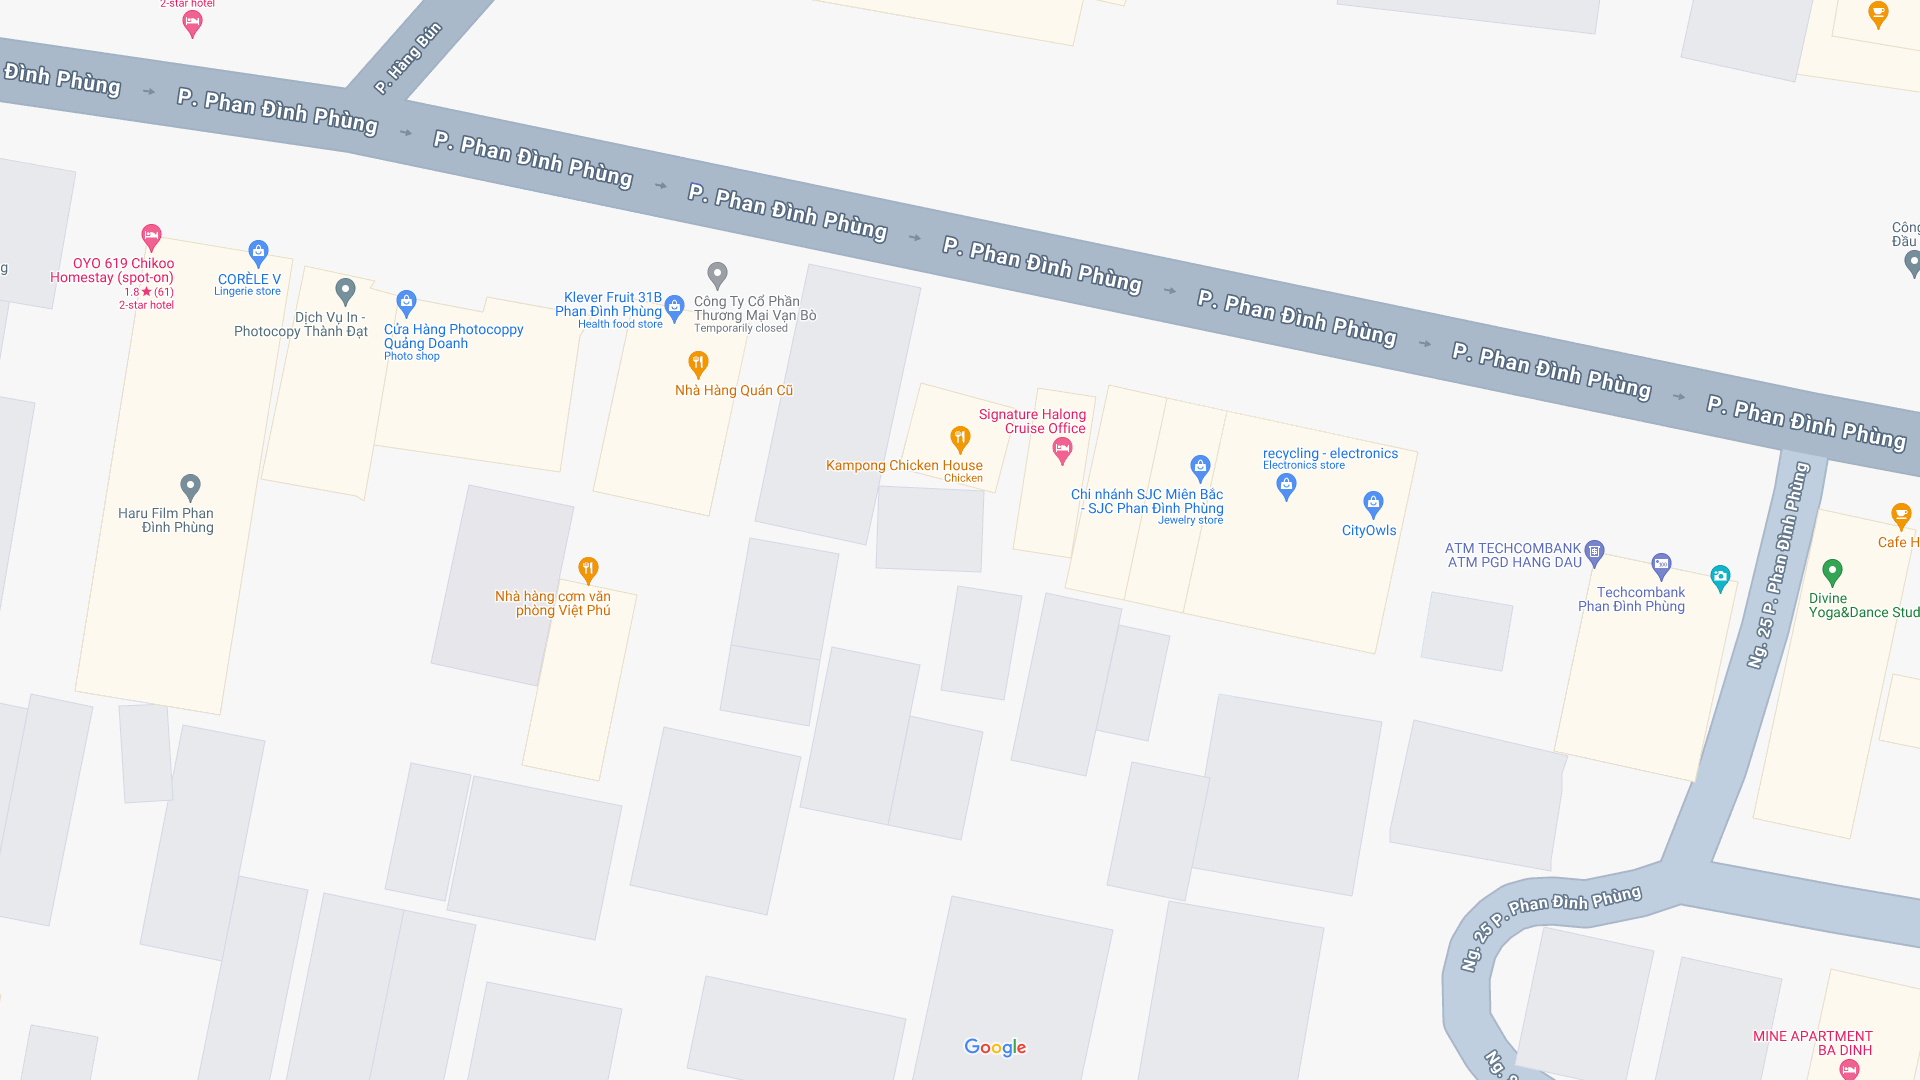 2-star hotel
P. Hàng Bún
Đình Phùng
P. Phan Đình Phùng
P. Phan Đình Phùng
P. Phan Đình Phùng
P. Phan Đình Phùng
P. Phan Đình Phùng
P. Phan Đình Phùng
P. Phan Đình Phùng
Công
Đầu
g
OYO 619 Chikoo
Homestay (spot-on)
1.8★(61)
2-star hotel
CORÈLE V
Lingerie store
Dịch Vụ In -
Photocopy Thành Đạt
Cửa Hàng Photocoppy
Quảng Doanh
Photo shop
Klever Fruit 31B
Phan Đình Phùng
Health food store
Công Ty Cổ Phần
Thương Mại Vạn Bò
Temporarily closed
Nhà Hàng Quán Cũ
Signature Halong
Cruise Office
Kampong Chicken House
Chicken
recycling - electronics
Electronics store
Chi nhánh SJC Miên Bắc
- SJC Phan Đình Phùng
Jewelry store
CityOwls
Haru Film Phan
Đình Phùng
Nhà hàng cơm văn
phòng Việt Phú
ATM TECHCOMBANK
ATM PGD HANG DAU
Techcombank
Phan Đình Phùng
Ng. 25 P. Phan Đình Phùng
Cafe H
Divine
Yoga&Dance Stud
Ng. 25 P. Phan Đình Phùng
Google
MINE APARTMENT
BA DINH